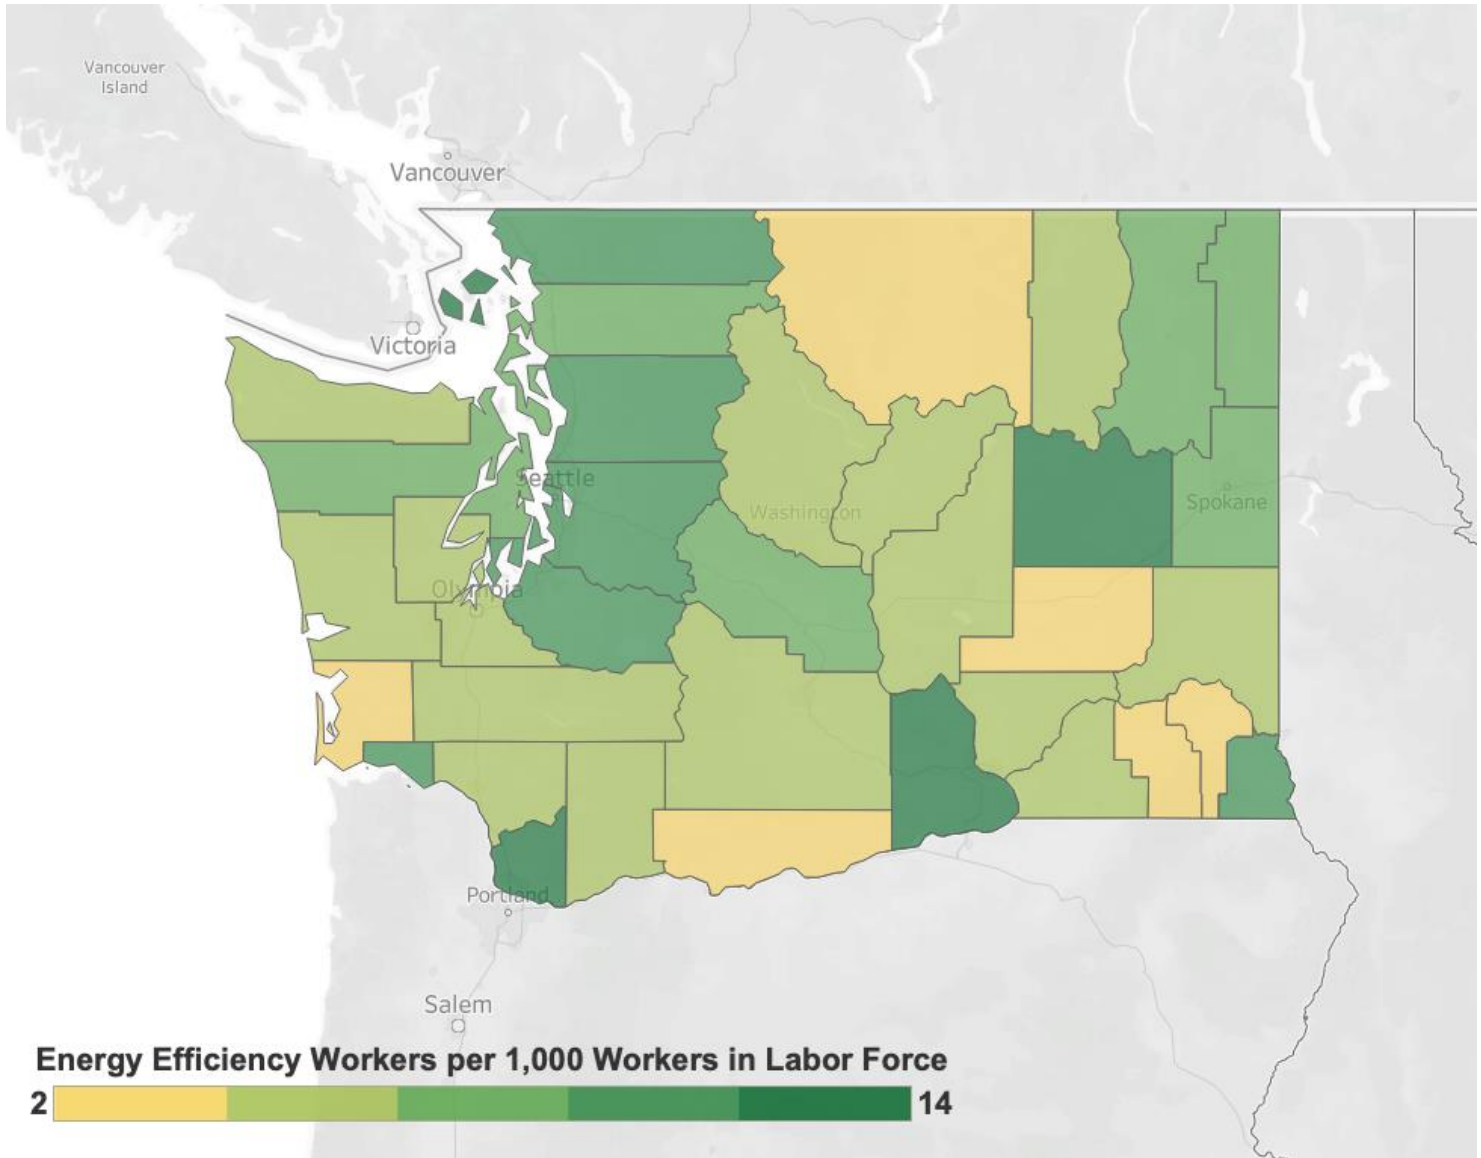 Vancouver
Island
Vancouver
Victoria
Seattle
Washington
Spokane
Olympia
Portland
Salem
Energy Efficiency Workers per 1,000 Workers in Labor Force
2
14